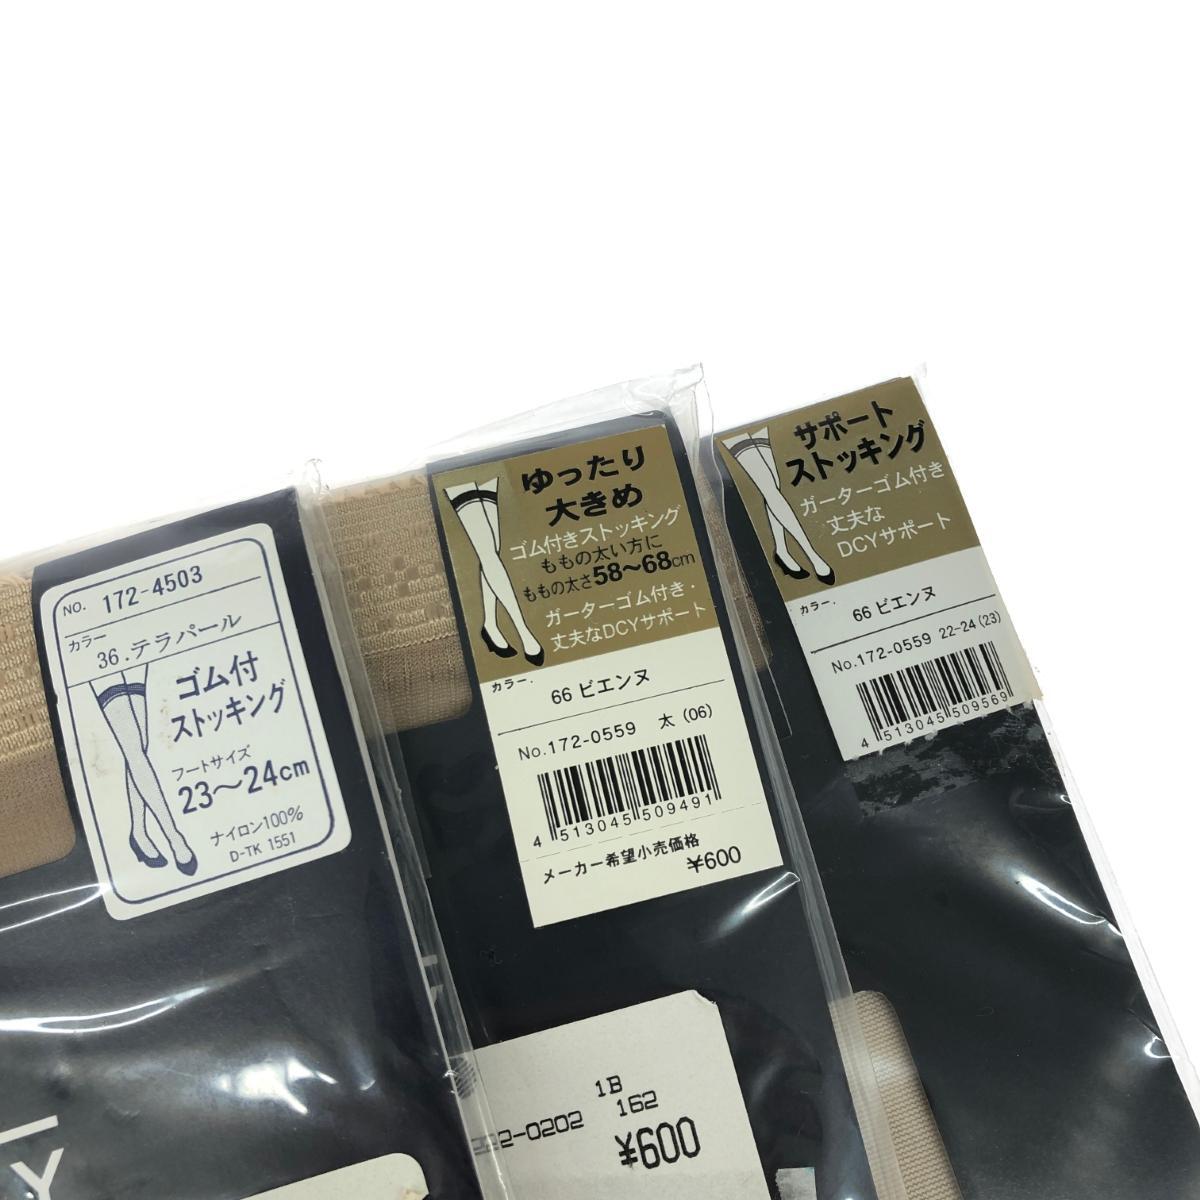 NO. 172-4503
カラー
36.テラパール
ゴム付
ストッキング
フートサイズ
23〜24cm
ナイロン100%
D-TK 1551
Y
ゆったり
大きめ
ゴム付きストッキング
ももの太い方に
ももの太さ58〜68cm
ガーターゴム付き・
丈夫なDCYサポート
カラー.
66 ビエンヌ
No.172-0559 太(06)
4 513045 509491
メーカー希望小売価格
¥600
1B
-0202 162
¥600
サポート
ストッキング
ガーターゴム付き
丈夫な
DCYサポート
カラー.
66 ビエンヌ
No.172-0559 22-24(23)
4 513045 509569